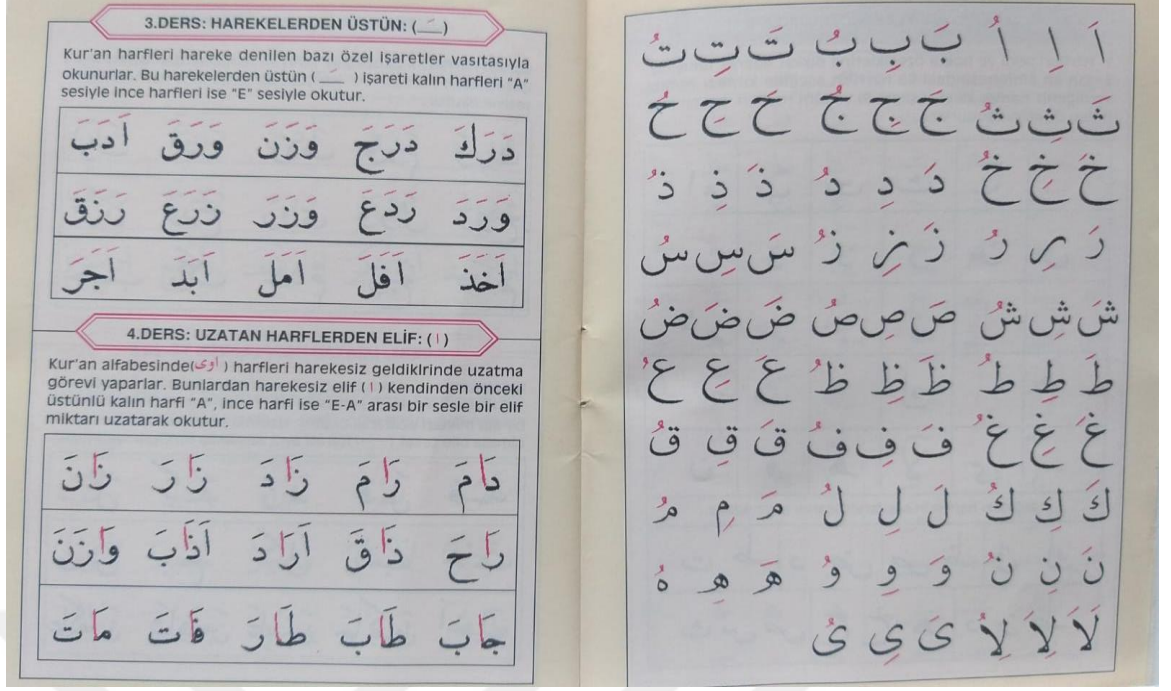 3.DERS: HAREKELERDEN ÜSTÜN: (ــَـ)
Kur'an harfleri hareke denilen bazı özel işaretler vasıtasıyla
okunurlar. Bu harekelerden üstün (ــَـ) işareti kalın harfleri "A"
sesiyle ince harfleri ise "E" sesiyle okutur.
دَرَكَ دَرَجَ وَزَنَ وَرَقَ اَدَبَ
وَرَدَ رَدَعَ وَزَرَ زَرَعَ رَزَقَ
اَخَذَ اَفَلَ اَمَلَ اَبَدَ اَجَرَ
4.DERS: UZATAN HARFLERDEN ELİF: (ا)
Kur'an alfabesinde(اوى) harfleri harekesiz geldiklrinde uzatma
görevi yaparlar. Bunlardan harekesiz elif (ا) kendinden önceki
üstünlü kalın harfi "A", ince harfi ise "E-A" arası bir sesle bir elif
miktarı uzatarak okutur.
دَامَ رَامَ زَادَ زَارَ زَانَ
رَاحَ ذَاقَ اَرَادَ اَذَابَ وَازَنَ
جَابَ طَابَ طَارَ فَاتَ مَاتَ
اَ اِ اُ بَ بِ بُ تَ تِ تُ
ثَ ثِ ثُ جَ جِ جُ حَ حِ حُ
خَ خِ خُ دَ دِ دُ ذَ ذِ ذُ
رَ رِ رُ زَ زِ زُ سَ سِ سُ
شَ شِ شُ صَ صِ صُ ضَ ضَ ضُ
طَ طِ طُ ظَ ظِ ظُ عَ عِ عُ
غَ غِ غُ فَ فِ فُ قَ قِ قُ
كَ كِ كُ لَ لِ لُ مَ مِ مُ
نَ نِ نُ وَ وِ وُ هَ هِ هُ
لَا لِا لُا ىَ ىِ ىُ